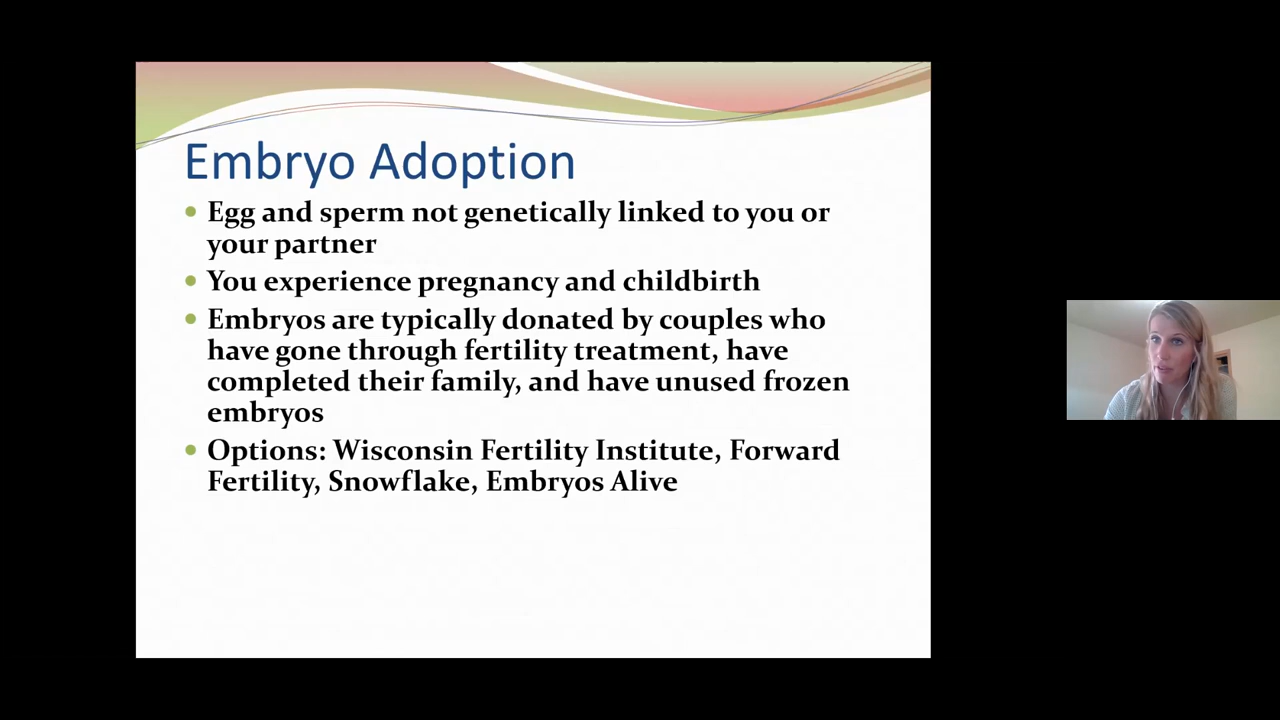 Embryo Adoption
• Egg and sperm not genetically linked to you or
your partner
• You experience pregnancy and childbirth
• Embryos are typically donated by couples who
have gone through fertility treatment, have
completed their family, and have unused frozen
embryos
• Options: Wisconsin Fertility Institute, Forward
Fertility, Snowflake, Embryos Alive